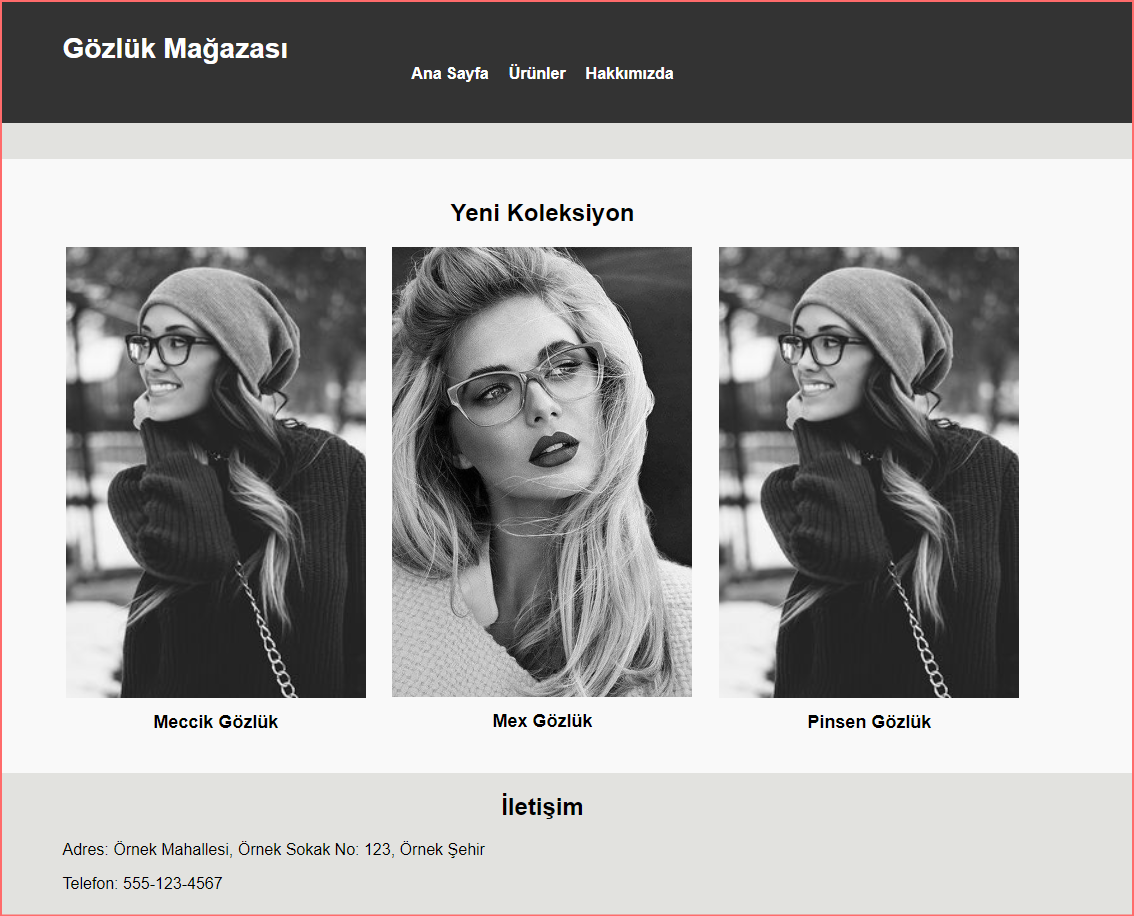 Gözlük Mağazası
Ana Sayfa Ürünler Hakkımızda
Yeni Koleksiyon
Meccik Gözlük Mex Gözlük Pinsen Gözlük
İletişim
Adres: Örnek Mahallesi, Örnek Sokak No: 123, Örnek Şehir
Telefon: 555-123-4567